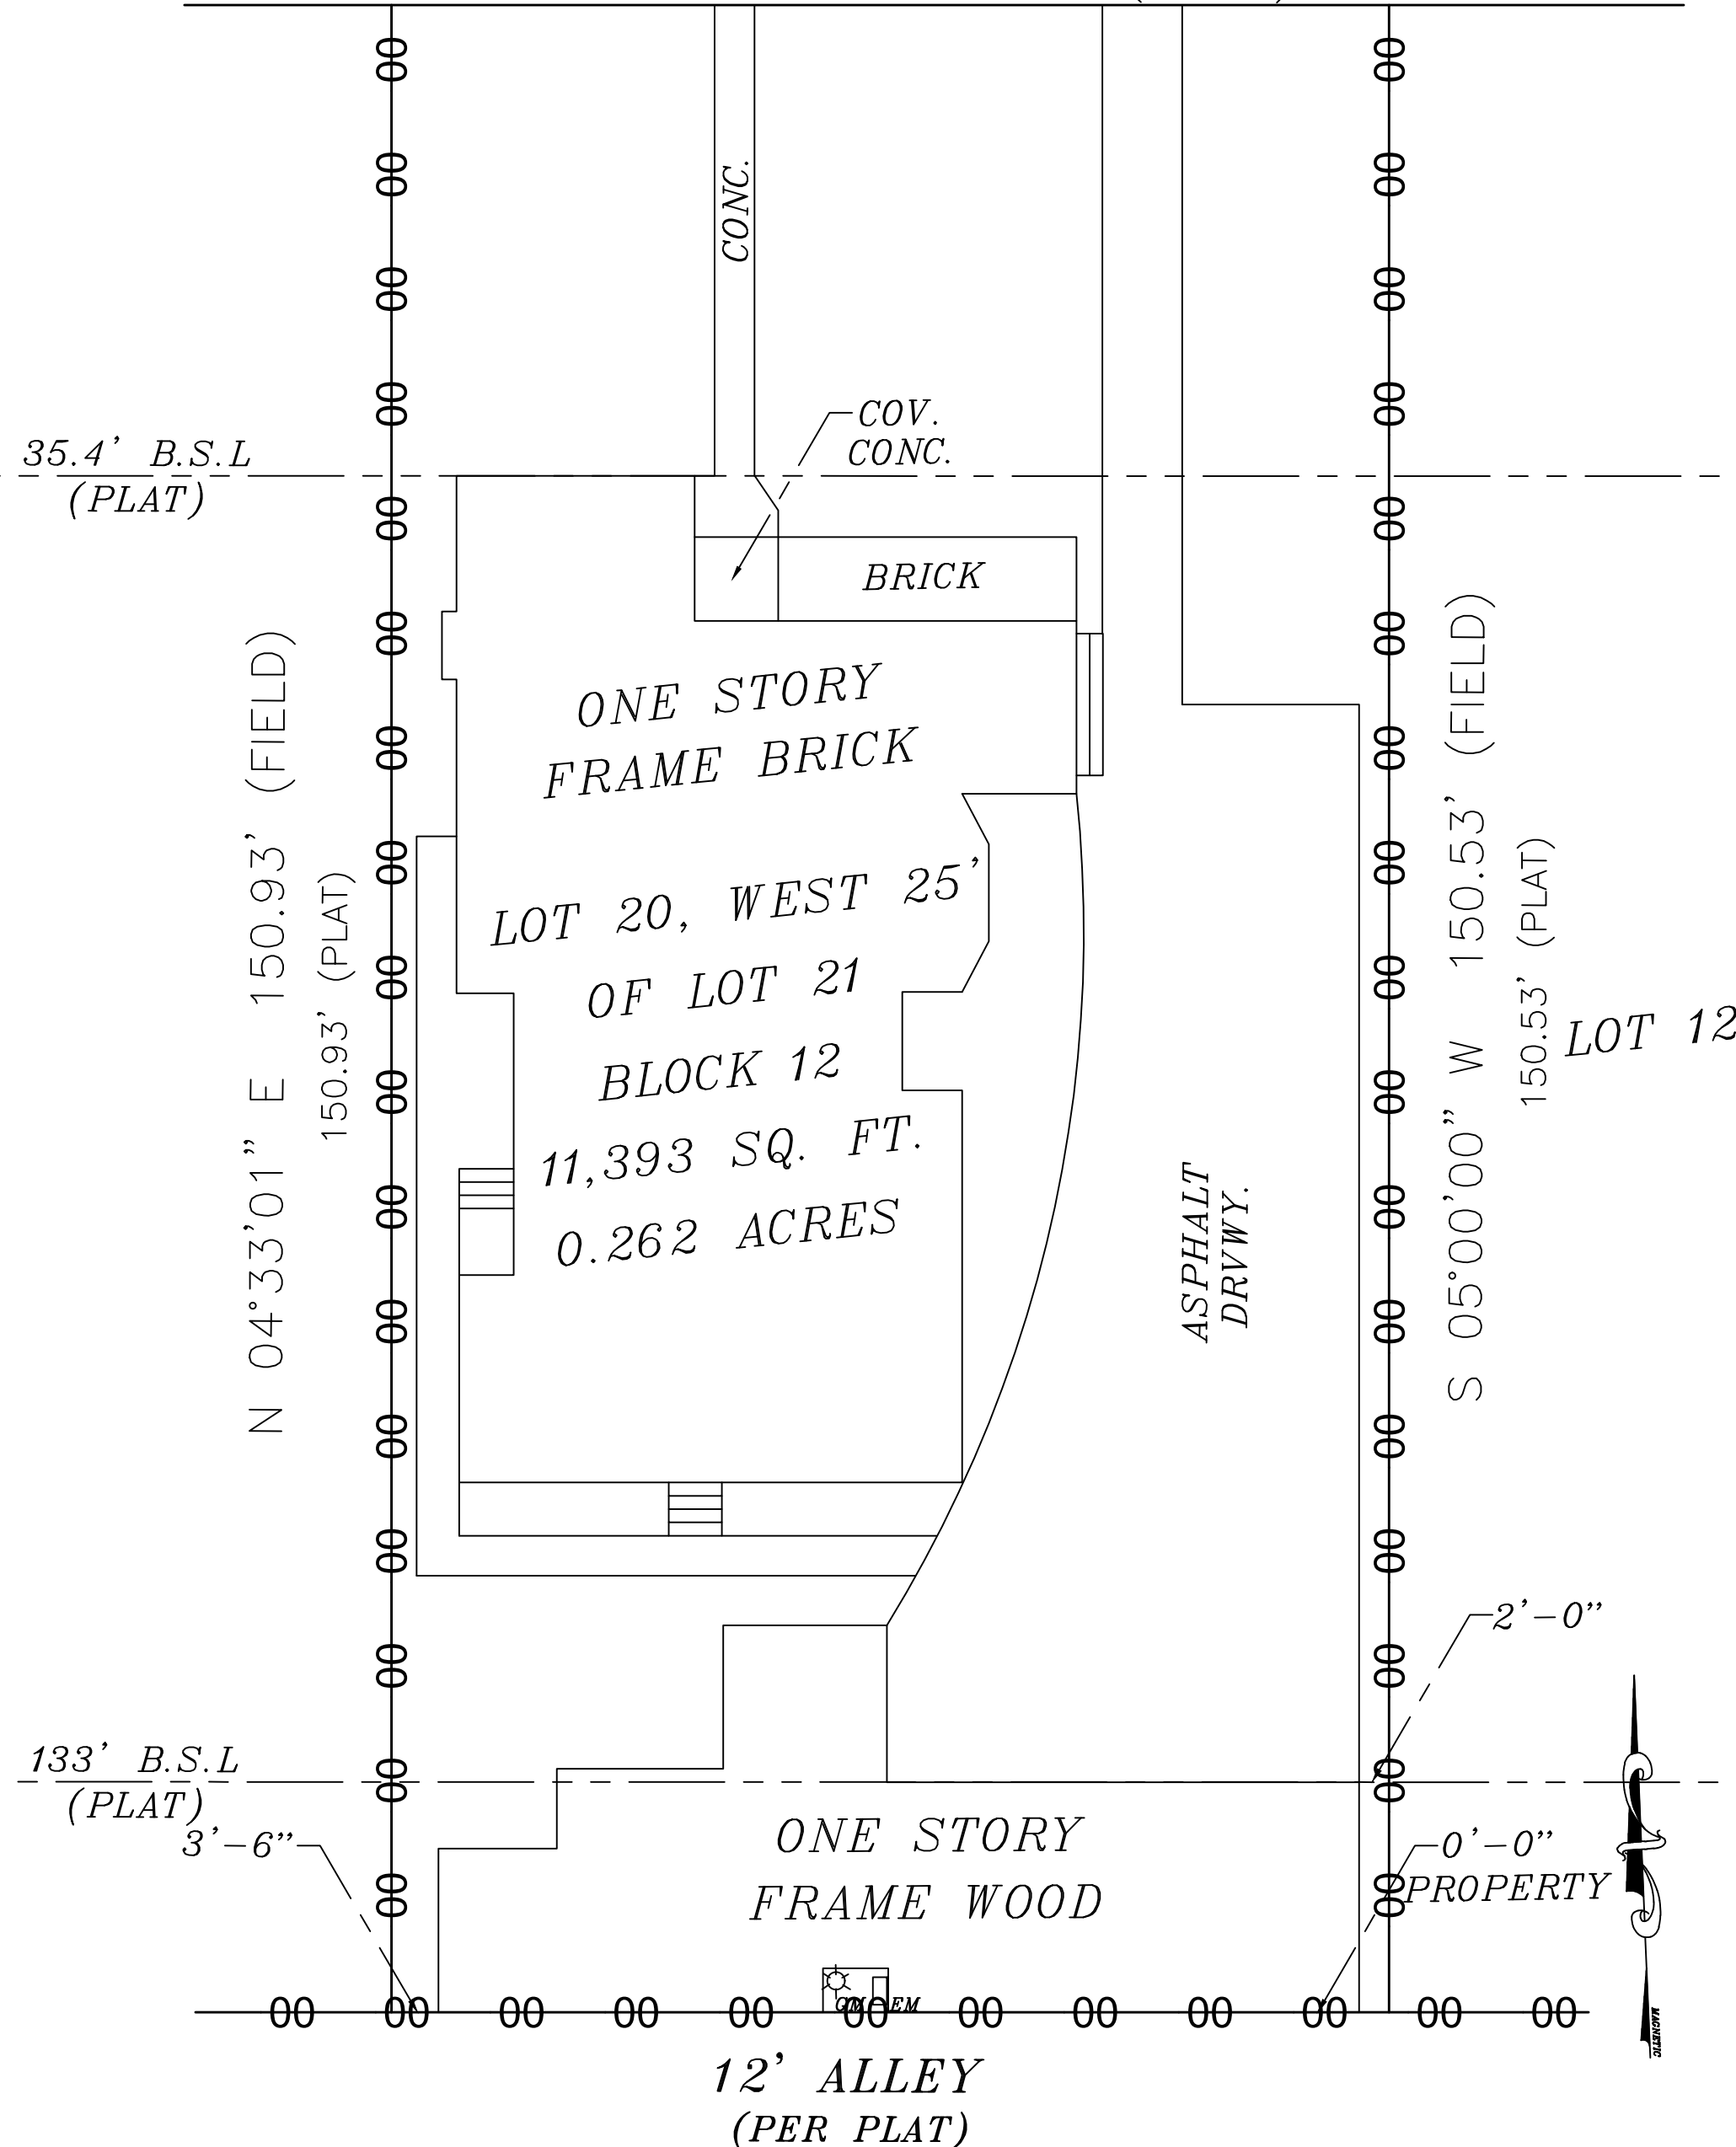 CONC.
COV.
CONC.
35.4' B.S.L
(PLAT)
BRICK
ONE STORY
FRAME BRICK
N 04°33'01" E 150.93' (FIELD)
150.93' (PLAT)
S 05°00'00" W 150.53' (FIELD)
150.53' (PLAT)
LOT 20, WEST 25'
OF LOT 21
BLOCK 12
11,393 SQ. FT.
0.262 ACRES
LOT 12
ASPHALT
DRVWY.
2'-0"
133' B.S.L
(PLAT)
3'-6"
ONE STORY
FRAME WOOD
0'-0"
PROPERTY
GM
EM
MAGNETIC
12' ALLEY
(PER PLAT)